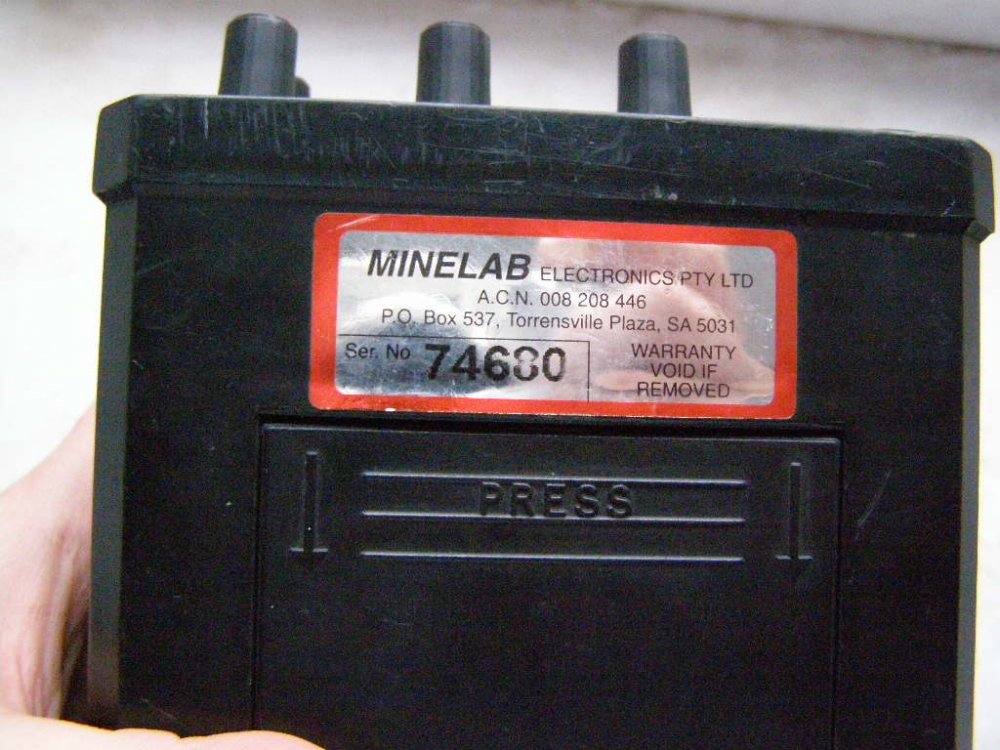 MINELAB ELECTRONICS PTY LTD
A.C.N. 008 208 446
P.O. Box 537, Torrensville Plaza, SA 5031
Ser. No 74680
WARRANTY
VOID IF
REMOVED
PRESS